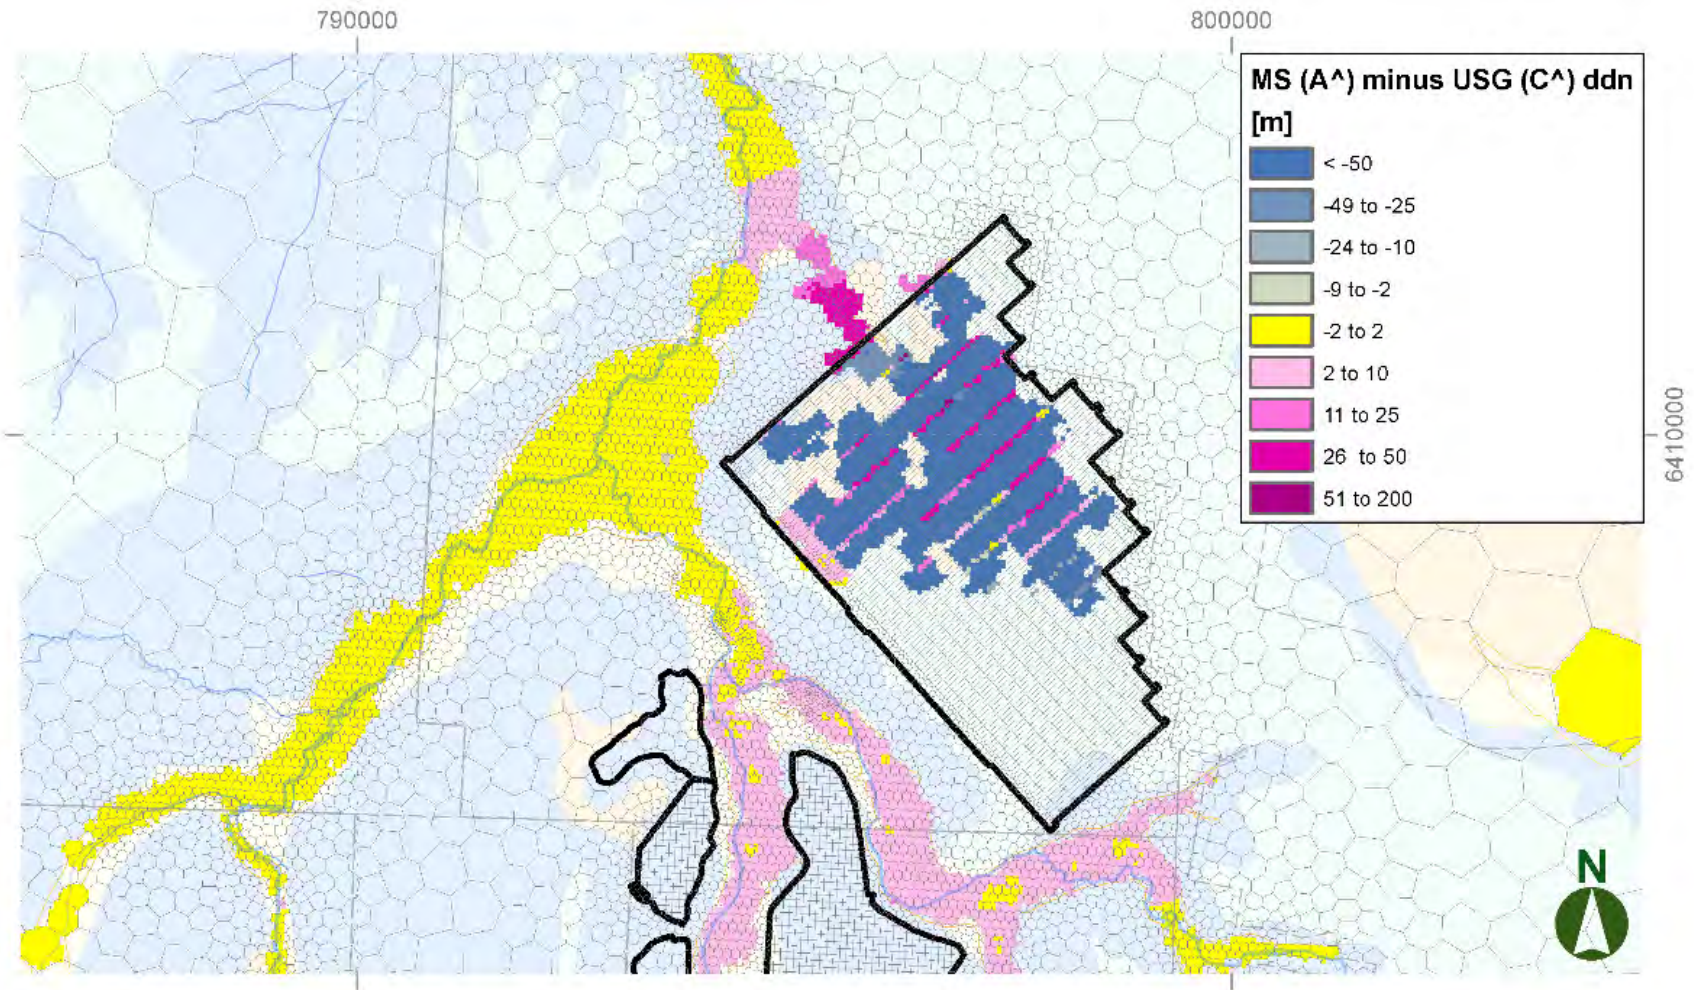 790000
800000
MS (A^) minus USG (C^) ddn
[m]
< -50
-49 to -25
-24 to -10
-9 to -2
-2 to 2
2 to 10
11 to 25
26 to 50
51 to 200
6410000
N